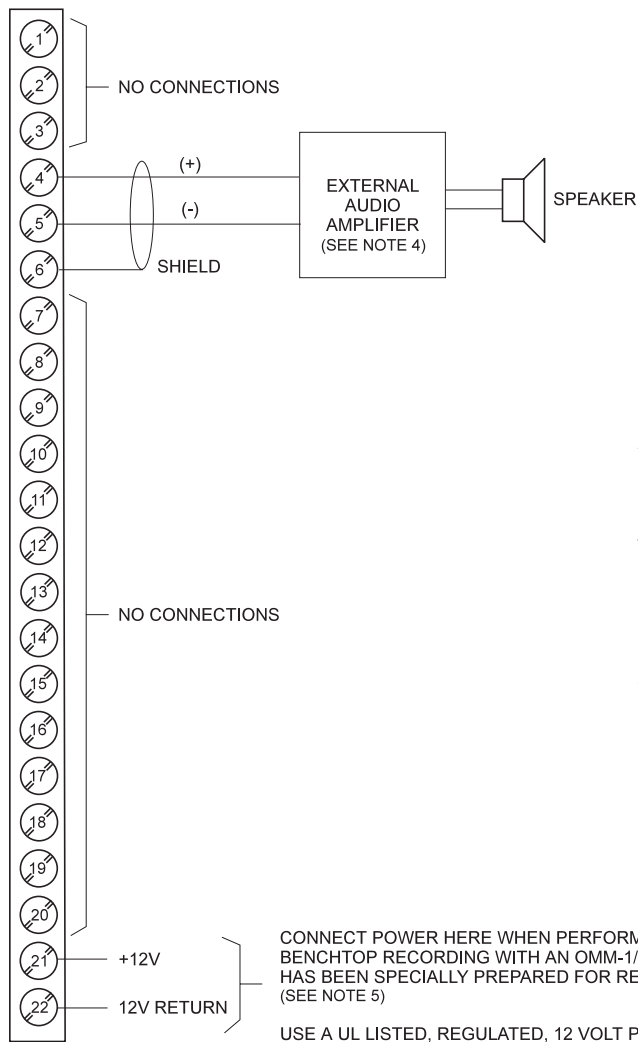 1
2
3
NO CONNECTIONS
4
(+)
5
(-)
6
SHIELD
EXTERNAL
AUDIO
AMPLIFIER
(SEE NOTE 4)
SPEAKER
7
8
9
10
11
12
13
NO CONNECTIONS
14
15
16
17
18
19
20
21
+12V
22
12V RETURN
CONNECT POWER HERE WHEN PERFORM
BENCHTOP RECORDING WITH AN OMM-1/
HAS BEEN SPECIALLY PREPARED FOR RE
(SEE NOTE 5)
USE A UL LISTED, REGULATED, 12 VOLT P